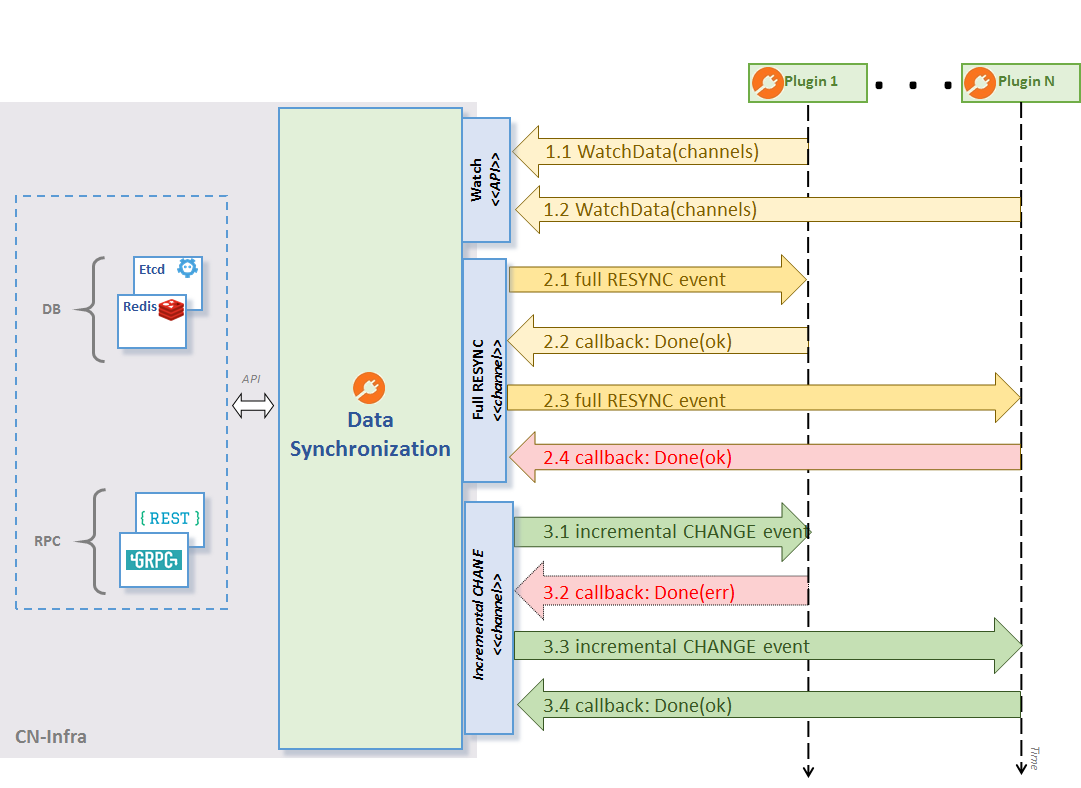 Plugin 1
Plugin N
Watch
<<API>>
1.1 WatchData(channels)
1.2 WatchData(channels)
Full RESYNC
<<channel>>
2.1 full RESYNC event
2.2 callback: Done(ok)
2.3 full RESYNC event
2.4 callback: Done(ok)
Incremental CHANE
<<channel>>
3.1 incremental CHANGE event
3.2 callback: Done(err)
3.3 incremental CHANGE event
3.4 callback: Done(ok)
Time
DB
Etcd
Redis
API
Data
Synchronization
RPC
{ REST }
GRPC
CN-Infra